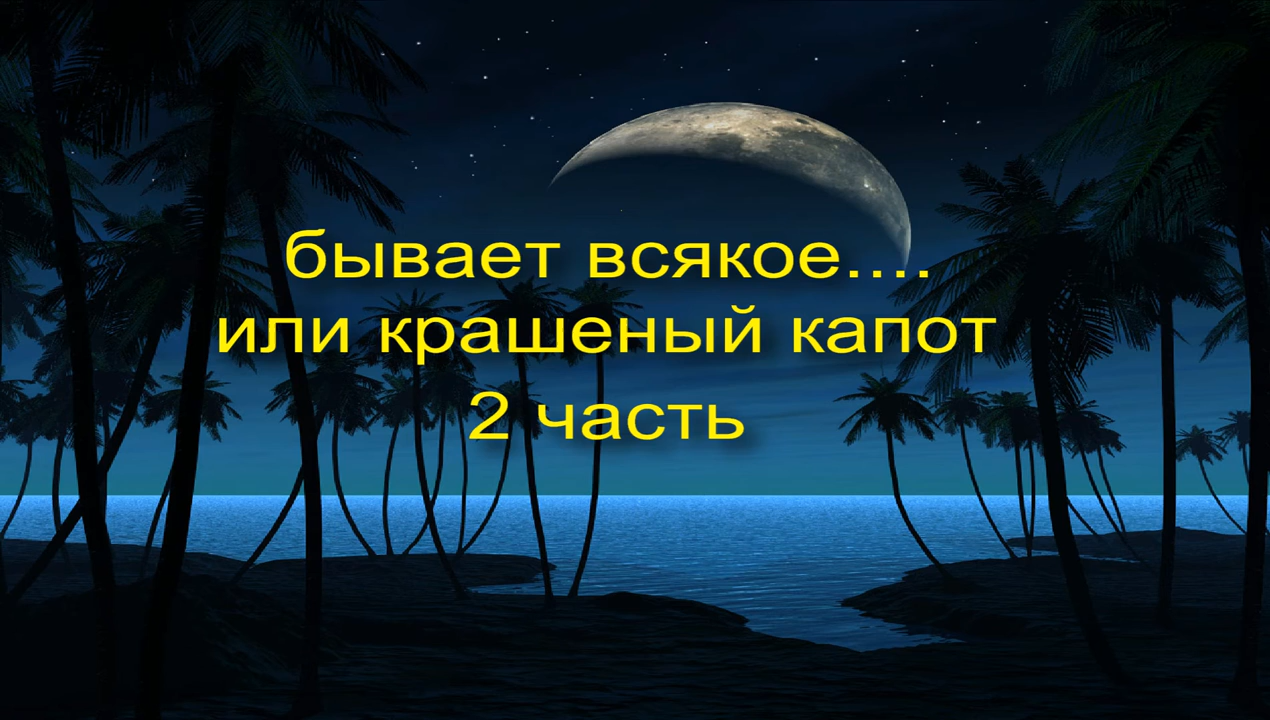 бывает всякое....
или крашеный капот
2 часть